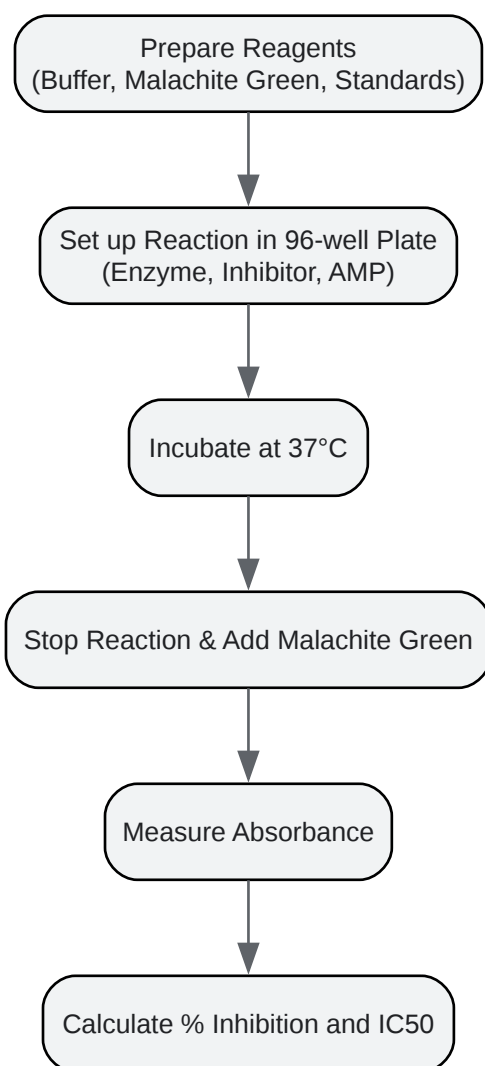 Prepare Reagents
(Buffer, Malachite Green, Standards)
Set up Reaction in 96-well Plate
(Enzyme, Inhibitor, AMP)
Incubate at 37°C
Stop Reaction & Add Malachite Green
Measure Absorbance
Calculate % Inhibition and IC50